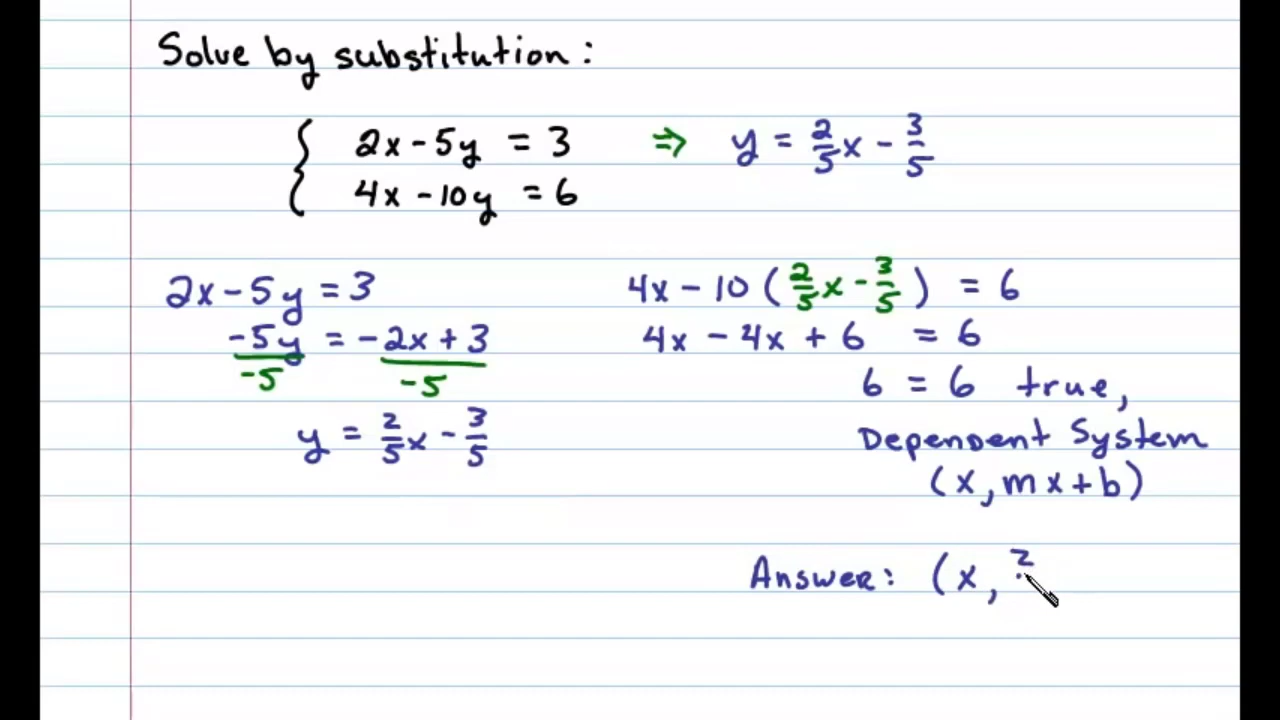 Solve by substitution:
{ 2x - 5y = 3 ⇒ y = 2/5 x - 3/5
4x - 10y = 6
2x - 5y = 3
-5y = -2x + 3
-5 -5
y = 2/5 x - 3/5
4x - 10 (2/5 x - 3/5) = 6
4x - 4x + 6 = 6
6 = 6 true,
Dependent System
(x, mx + b)
Answer: (x, 2